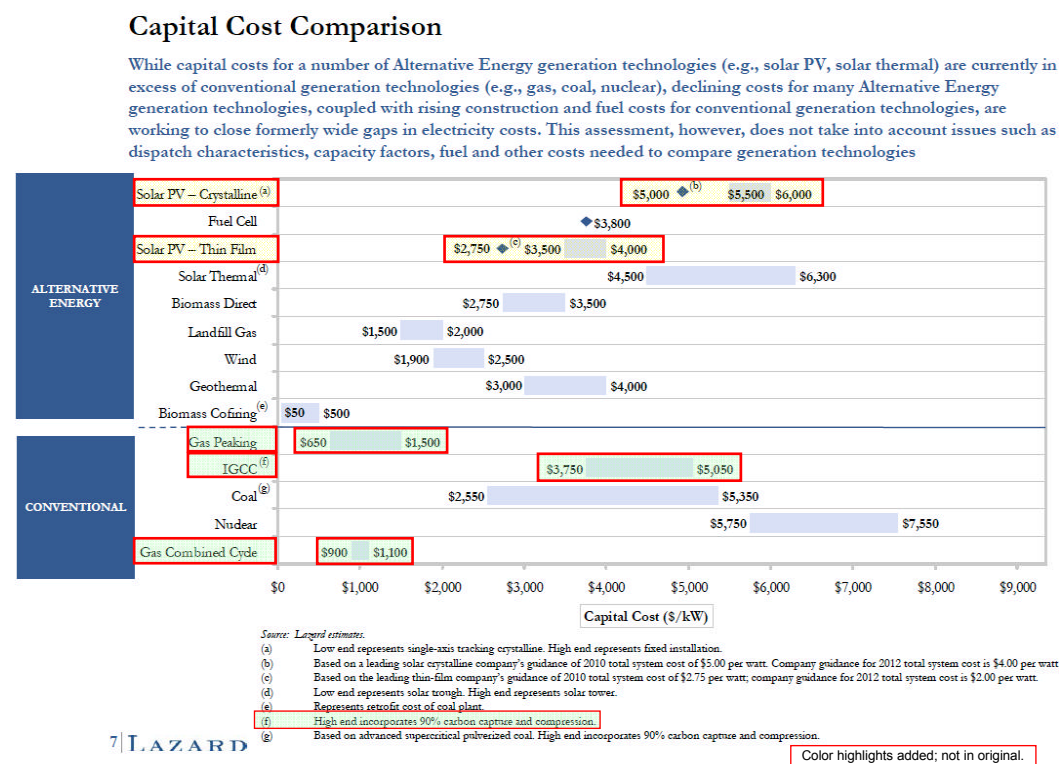 Capital Cost Comparison
While capital costs for a number of Alternative Energy generation technologies (e.g., solar PV, solar thermal) are currently in
excess of conventional generation technologies (e.g., gas, coal, nuclear), declining costs for many Alternative Energy
generation technologies, coupled with rising construction and fuel costs for conventional generation technologies, are
working to close formerly wide gaps in electricity costs. This assessment, however, does not take into account issues such as
dispatch characteristics, capacity factors, fuel and other costs needed to compare generation technologies
ALTERNATIVE
ENERGY
Solar PV – Crystalline (a) $5,000 (b) $5,500 $6,000
Fuel Cell $3,800
Solar PV – Thin Film $2,750 (c) $3,500 $4,000
Solar Thermal (d) $4,500 $6,300
Biomass Direct $2,750 $3,500
Landfill Gas $1,500 $2,000
Wind $1,900 $2,500
Geothermal $3,000 $4,000
Biomass Cofiring (e) $50 $500
CONVENTIONAL
Gas Peaking $650 $1,500
IGCC (f) $3,750 $5,050
Coal (g) $2,550 $5,350
Nuclear $5,750 $7,550
Gas Combined Cycle $900 $1,100
$0 $1,000 $2,000 $3,000 $4,000 $5,000 $6,000 $7,000 $8,000 $9,000
Capital Cost ($/kW)
Source: Lazard estimates.
(a) Low end represents single-axis tracking crystalline. High end represents fixed installation.
(b) Based on a leading solar crystalline company's guidance of 2010 total system cost of $5.00 per watt. Company guidance for 2012 total system cost is $4.00 per watt
(c) Based on the leading thin-film company's guidance of 2010 total system cost of $2.75 per watt; company guidance for 2012 total system cost is $2.00 per watt.
(d) Low end represents solar trough. High end represents solar tower.
(e) Represents retrofit cost of coal plant.
(f) High end incorporates 90% carbon capture and compression.
(g) Based on advanced supercritical pulverized coal. High end incorporates 90% carbon capture and compression.
7 LAZARD
Color highlights added; not in original.